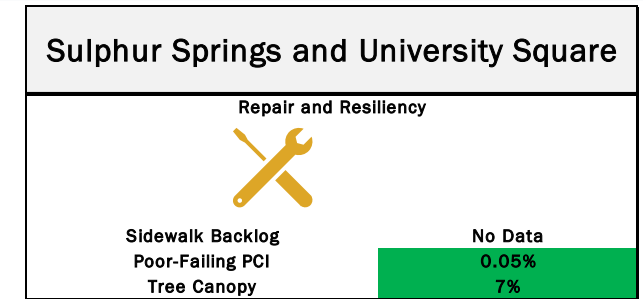 Sulphur Springs and University Square
Repair and Resiliency
Sidewalk Backlog No Data
Poor-Failing PCI 0.05%
Tree Canopy 7%